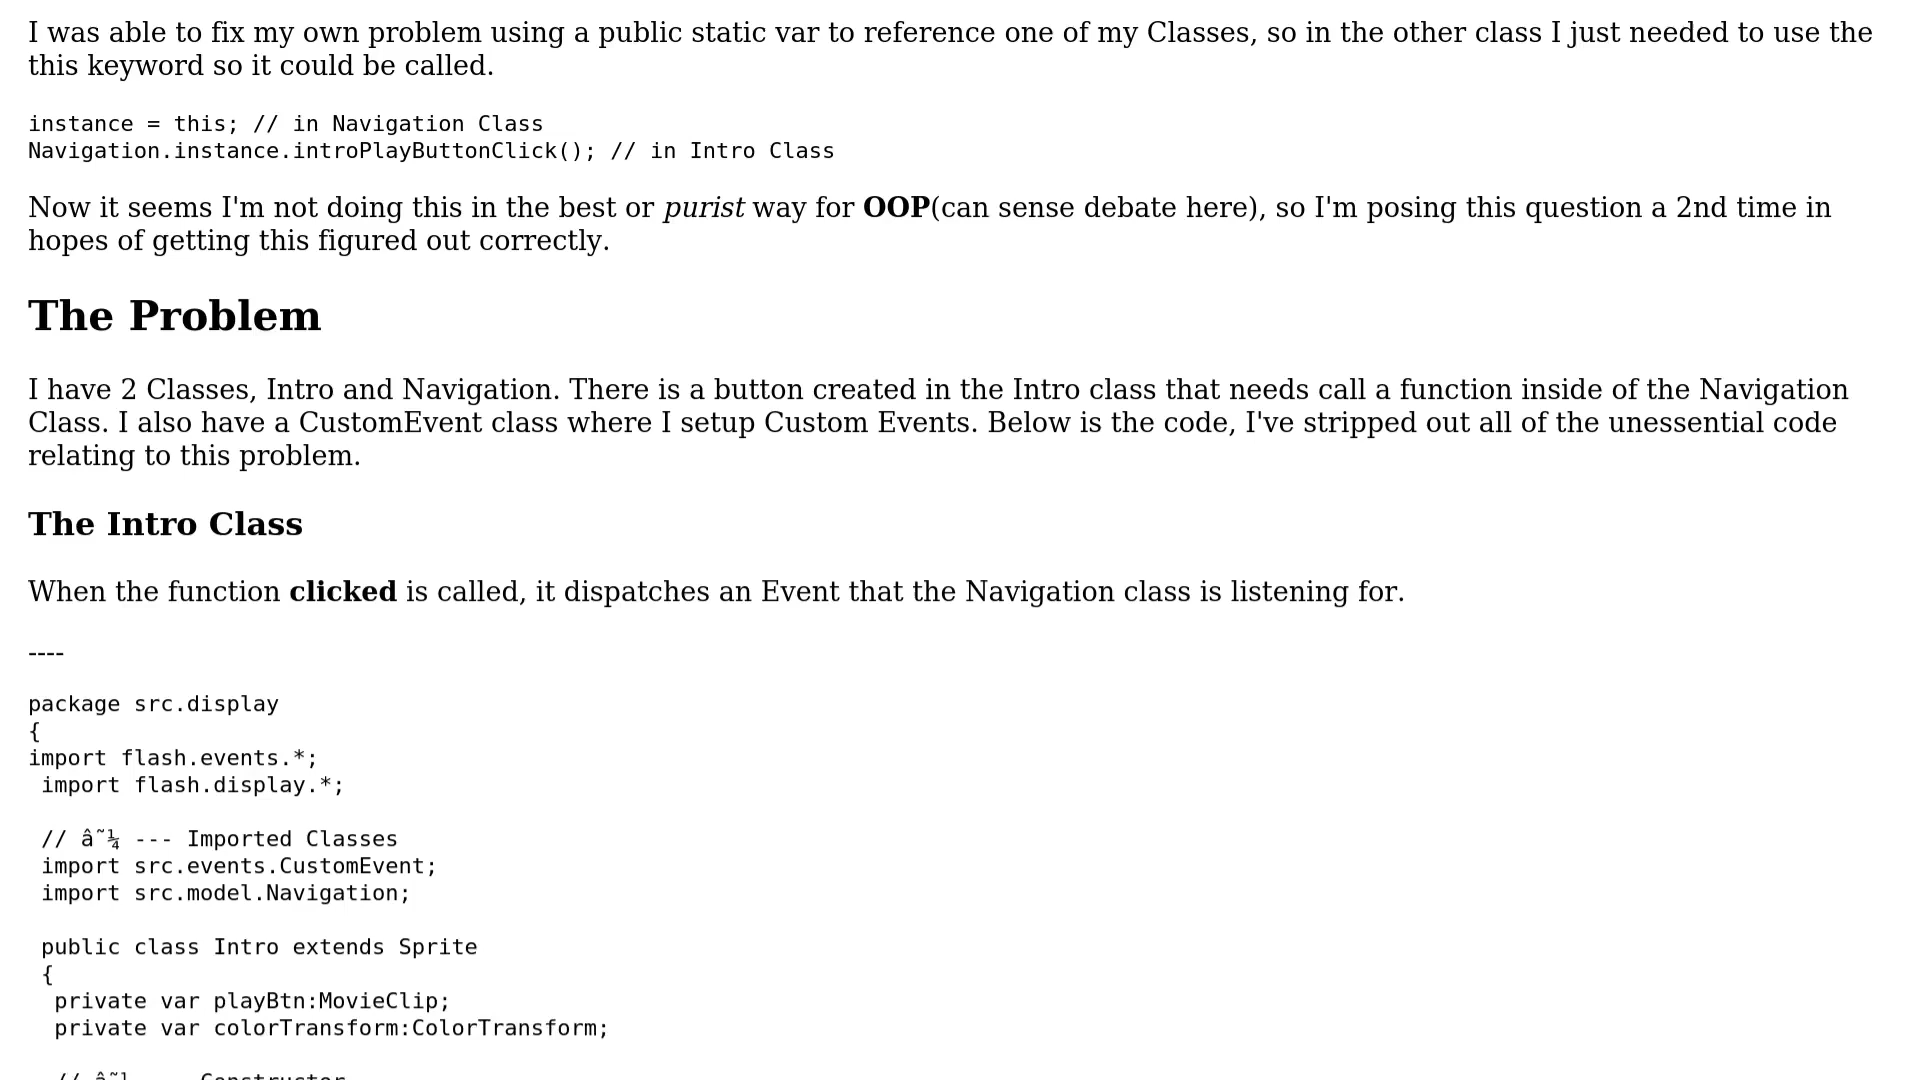 I was able to fix my own problem using a public static var to reference one of my Classes, so in the other class I just needed to use the
this keyword so it could be called.
instance = this; // in Navigation Class
Navigation.instance.introPlayButtonClick(); // in Intro Class
Now it seems I'm not doing this in the best or purist way for OOP(can sense debate here), so I'm posing this question a 2nd time in
hopes of getting this figured out correctly.
The Problem
I have 2 Classes, Intro and Navigation. There is a button created in the Intro class that needs call a function inside of the Navigation
Class. I also have a CustomEvent class where I setup Custom Events. Below is the code, I've stripped out all of the unessential code
relating to this problem.
The Intro Class
When the function clicked is called, it dispatches an Event that the Navigation class is listening for.
----
package src.display
{
import flash.events.*;
import flash.display.*;
// â˜¼ --- Imported Classes
import src.events.CustomEvent;
import src.model.Navigation;
public class Intro extends Sprite
{
private var playBtn:MovieClip;
private var colorTransform:ColorTransform;
// â˜¼ --- Constructor